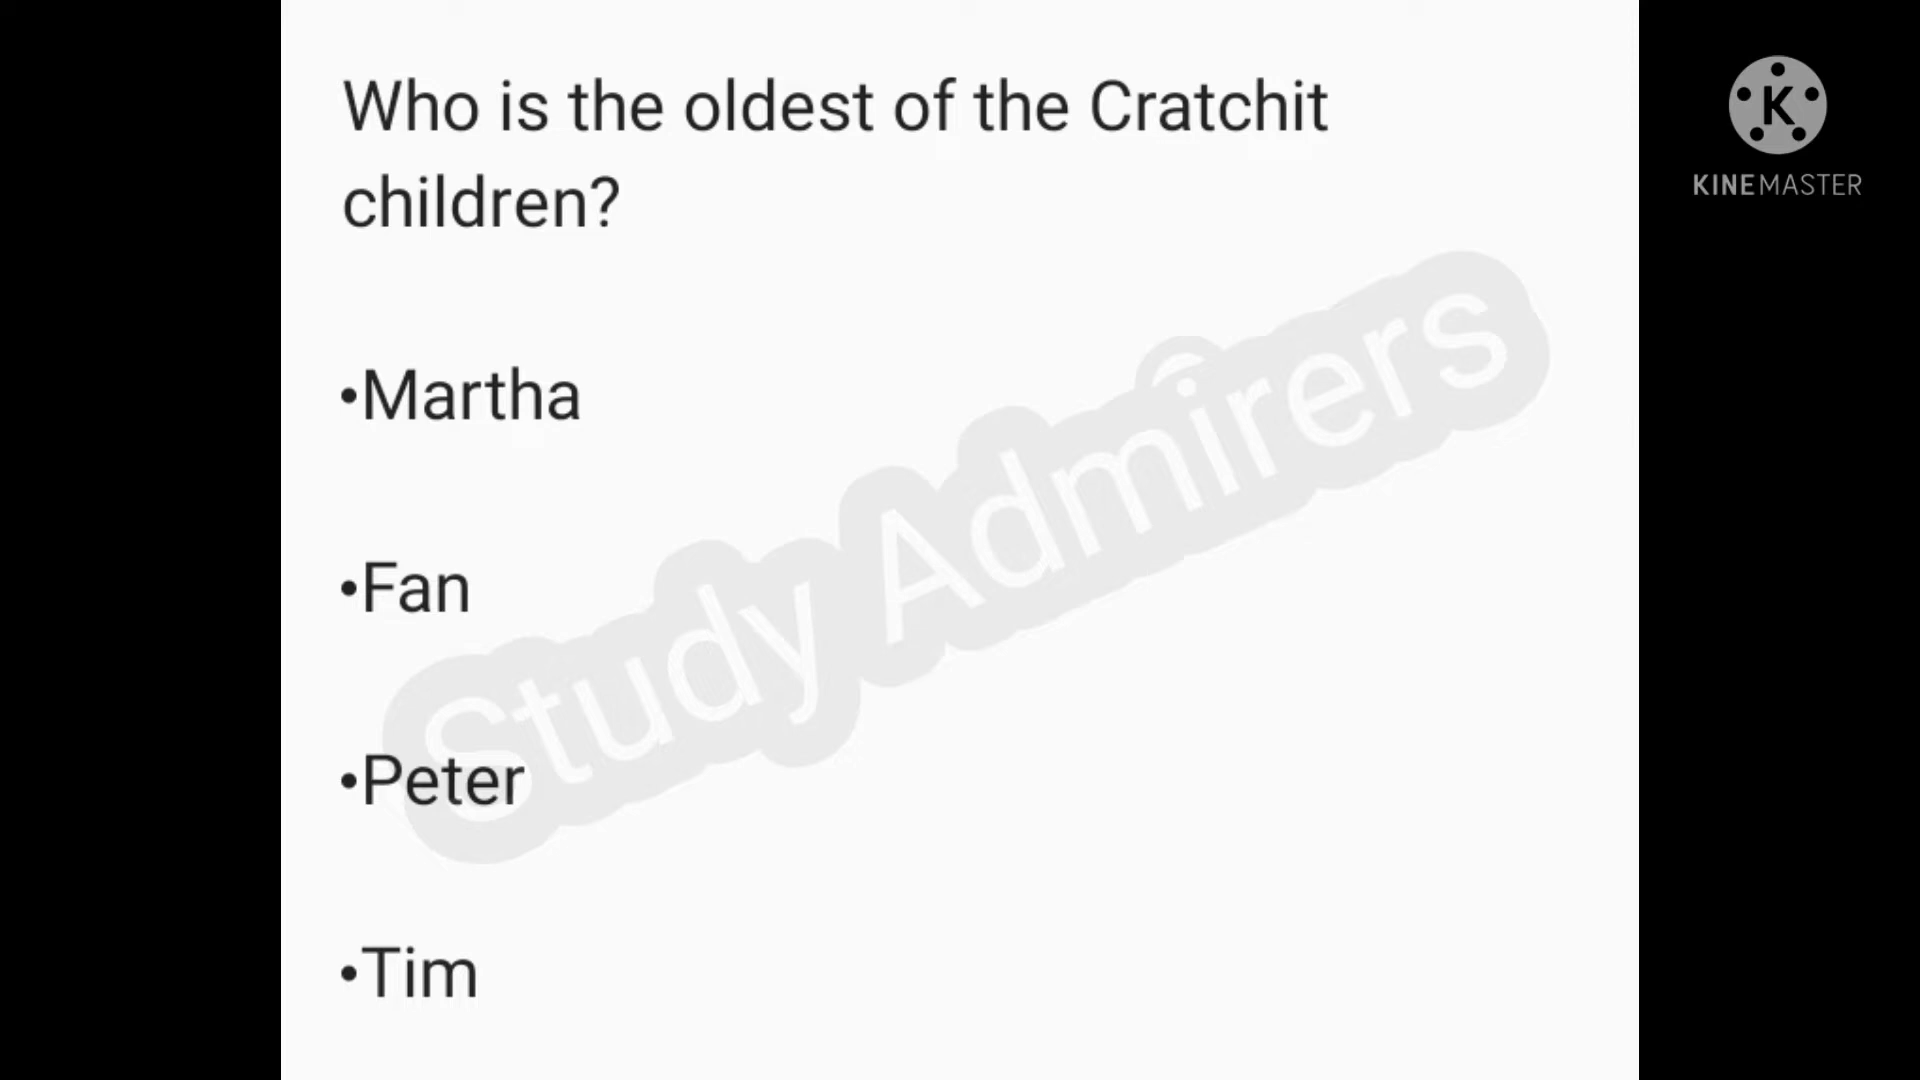 Who is the oldest of the Cratchit
children?
•Martha
•Fan
•Peter
•Tim
Study Admirers
K
KINEMASTER